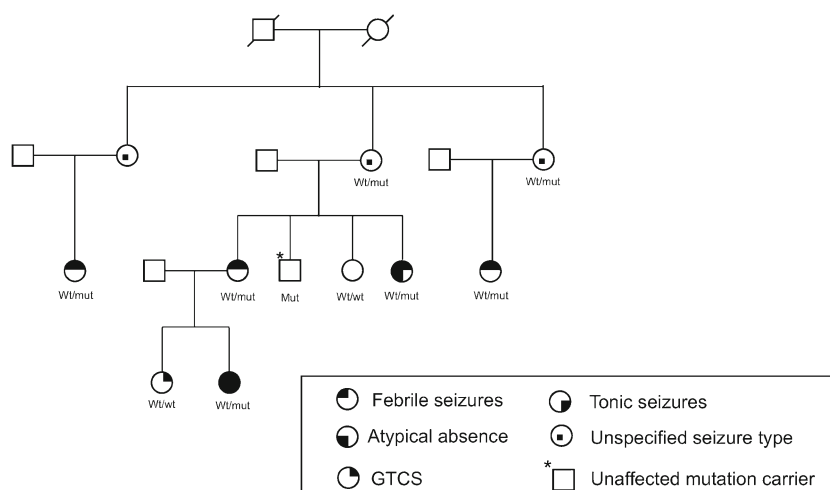 Wt/mut
Wt/mut
Wt/mut
Wt/mut
*
Mut
Wt/wt
Wt/mut
Wt/mut
Wt/wt
Wt/mut
Febrile seizures
Tonic seizures
Atypical absence
Unspecified seizure type
GTCS
* Unaffected mutation carrier